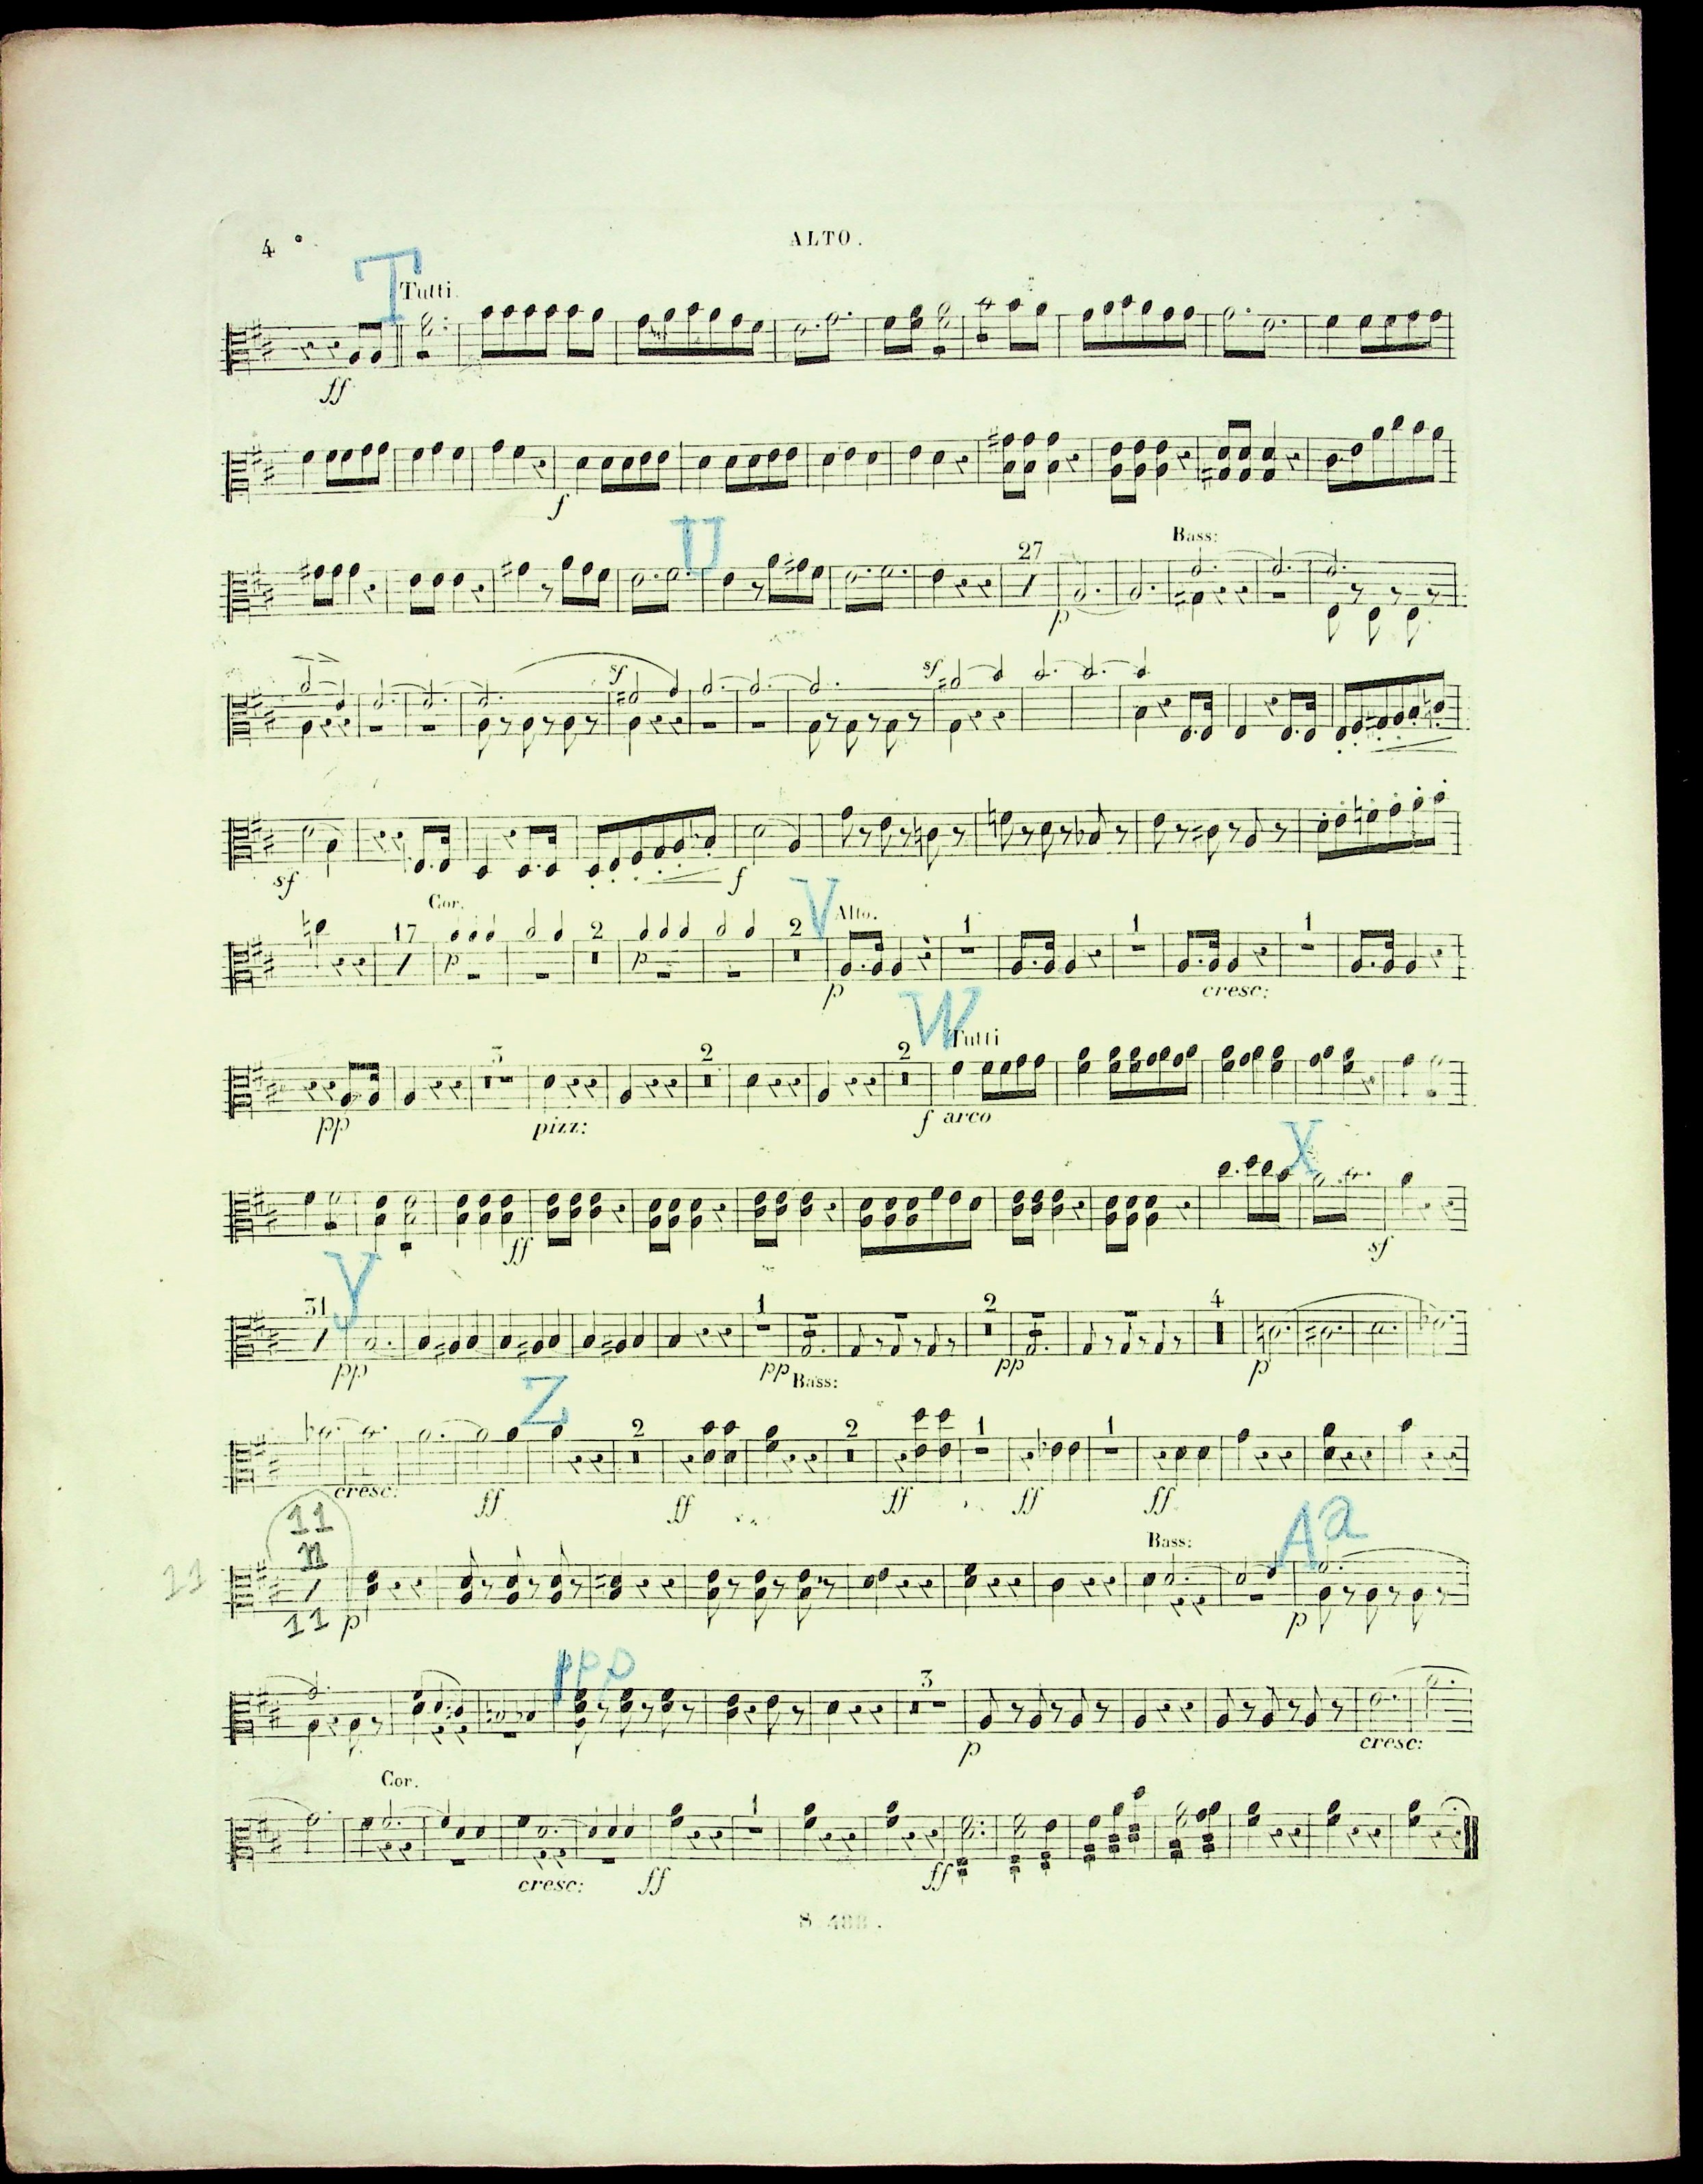 4
ALTO.
T
Tutti
ff
f
U
27
Bass:
p
sf
sf
sf
f
Cor.
V
Alto.
17
2
2
1
1
1
p
p
p
cresc:
W
Tutti
3
2
2
pp
pizz:
f arco
X
ff
sf
Y
31
1
2
4
pp
pp
Bass:
pp
p
Z
2
2
1
1
cresc:
ff
ff
ff
ff
ff
11
11
11
11
p
Bass:
Aa
p
ppp
3
p
cresc:
Cor.
1
cresc:
ff
ff
S. 488.